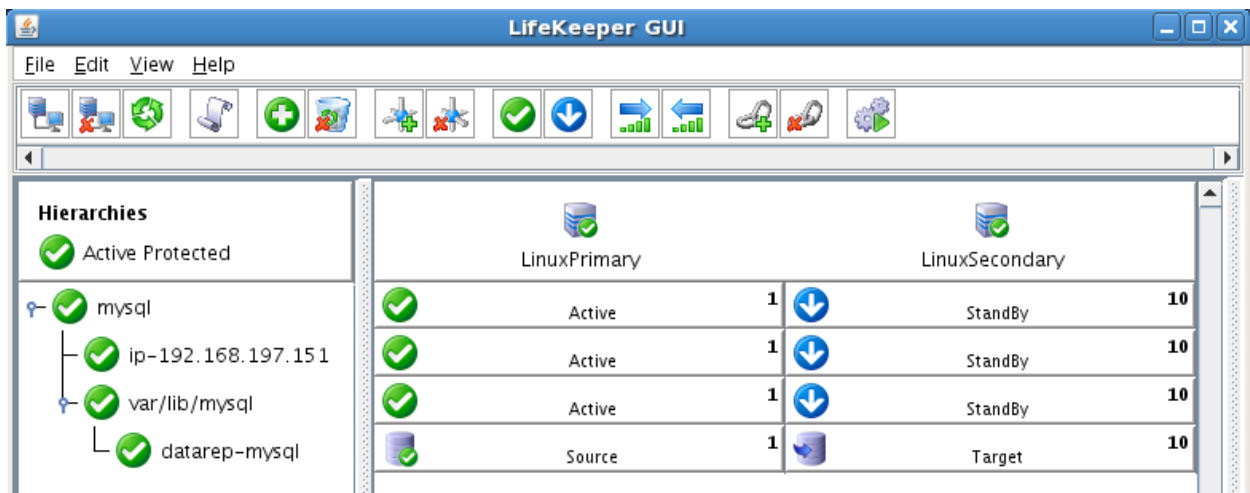 LifeKeeper GUI
File Edit View Help
Hierarchies
Active Protected
LinuxPrimary
LinuxSecondary
mysql
Active 1
StandBy 10
ip-192.168.197.151
Active 1
StandBy 10
var/lib/mysql
Active 1
StandBy 10
datarep-mysql
Source 1
Target 10